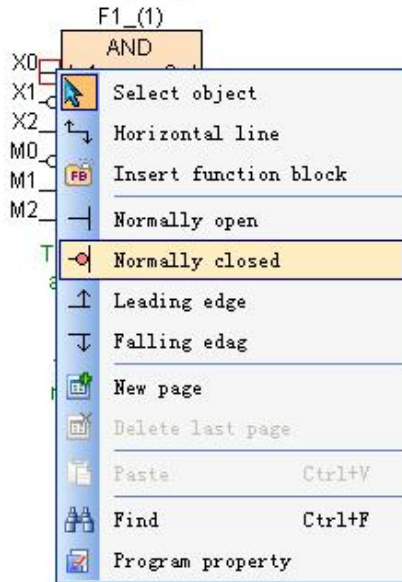 F1_(1)
AND
X0
X1
X2
M0
M1
M2
Select object
Horizontal line
FB Insert function block
Normally open
Normally closed
Leading edge
Falling edag
New page
Delete last page
Paste Ctrl+V
Find Ctrl+F
Program property